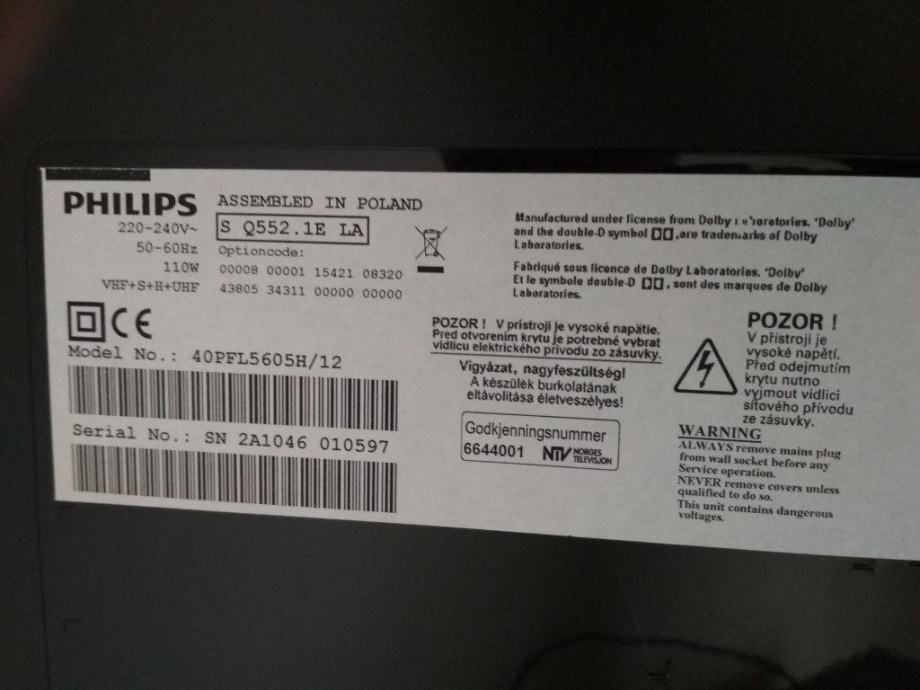 PHILIPS
220-240V~
50-60Hz
110W
VHF+S+H+UHF
ASSEMBLED IN POLAND
S Q552.1E LA
Optioncode:
00008 00001 15421 08320
43805 34311 00000 00000
CE
Model No.: 40PFL5605H/12
Serial No.: SN 2A1046 010597
Manufactured under license from Dolby Laboratories. 'Dolby'
and the double-D symbol are trademarks of Dolby
Laboratories.
Fabriqué sous licence de Dolby Laboratories. 'Dolby'
Et le symbole double-D , sont des marques de Dolby
Laboratories.
POZOR ! V prístroji je vysoké napätie.
Pred otvorením krytu je potrebné vybrat
vidlicu elektrického prívodu zo zásuvky.
Vigyázat, nagyfeszültség!
A készülék burkolatának
eltávolitása életveszélyes!
Godkjenningsnummer
6644001 NTV NORGES
TELEVISJON
POZOR !
V přístroji je
vysoké napětí.
Před odejmutím
krytu nutno
vyjmout vidlici
síťového přívodu
ze zásuvky.
WARNING
ALWAYS remove mains plug
from wall socket before any
Service operation.
NEVER remove covers unless
qualified to do so.
This unit contains dangerous
voltages.